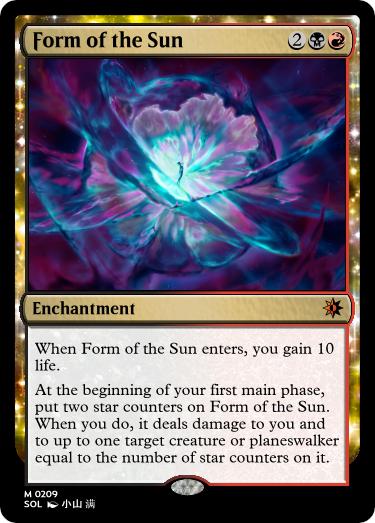 Form of the Sun 2
Enchantment
When Form of the Sun enters, you gain 10
life.
At the beginning of your first main phase,
put two star counters on Form of the Sun.
When you do, it deals damage to you and
to up to one target creature or planeswalker
equal to the number of star counters on it.
M 0209
SOL 小山 满